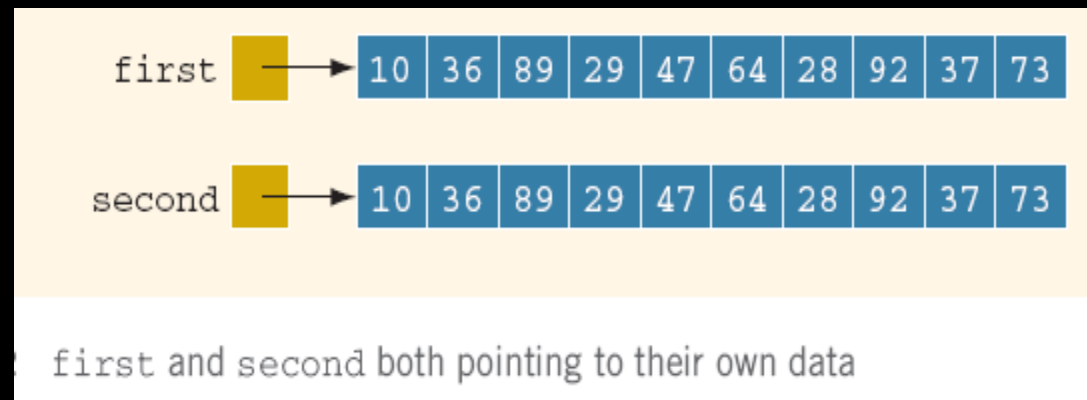 first 10 36 89 29 47 64 28 92 37 73
second 10 36 89 29 47 64 28 92 37 73
first and second both pointing to their own data